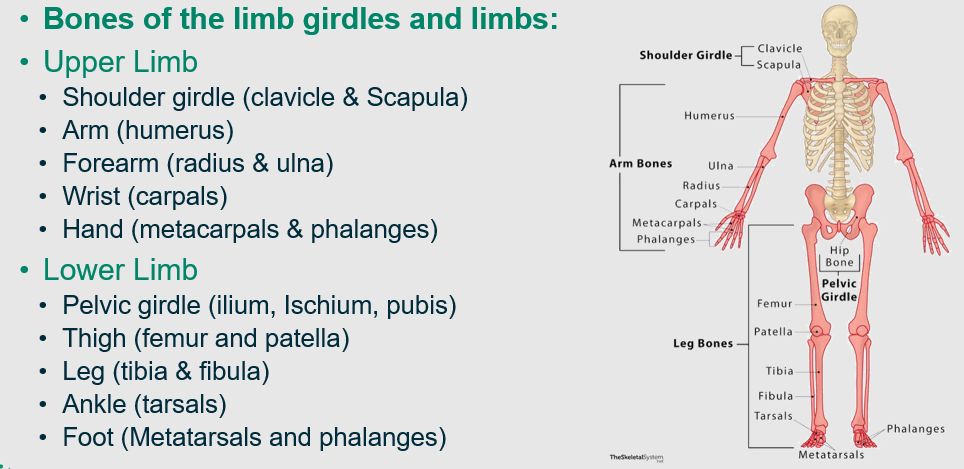 • Bones of the limb girdles and limbs:
• Upper Limb
• Shoulder girdle (clavicle & Scapula)
• Arm (humerus)
• Forearm (radius & ulna)
• Wrist (carpals)
• Hand (metacarpals & phalanges)
• Lower Limb
• Pelvic girdle (ilium, Ischium, pubis)
• Thigh (femur and patella)
• Leg (tibia & fibula)
• Ankle (tarsals)
• Foot (Metatarsals and phalanges)
Shoulder Girdle
Clavicle
Scapula
Humerus
Arm Bones
Ulna
Radius
Carpals
Metacarpals
Phalanges
Hip
Bone
Pelvic
Girdle
Femur
Patella
Leg Bones
Tibia
Fibula
Tarsals
Phalanges
Metatarsals
TheSkeletalSystem
.net